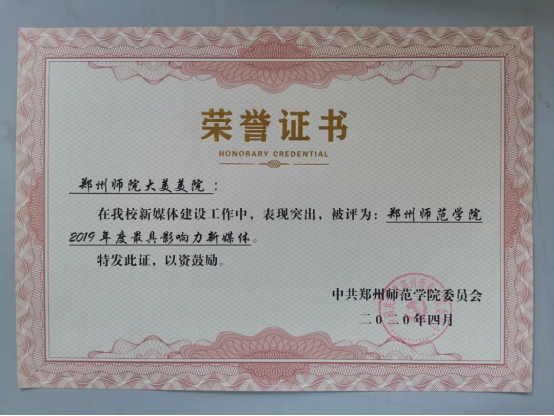 荣誉证书
HONORARY CREDENTIAL
郑州师院大美美院：
在我校新媒体建设工作中，表现突出，被评为：郑州师范学院
2019年度最具影响力新媒体。
特发此证，以资鼓励。
中共郑州师范学院委员会
二〇二〇年四月